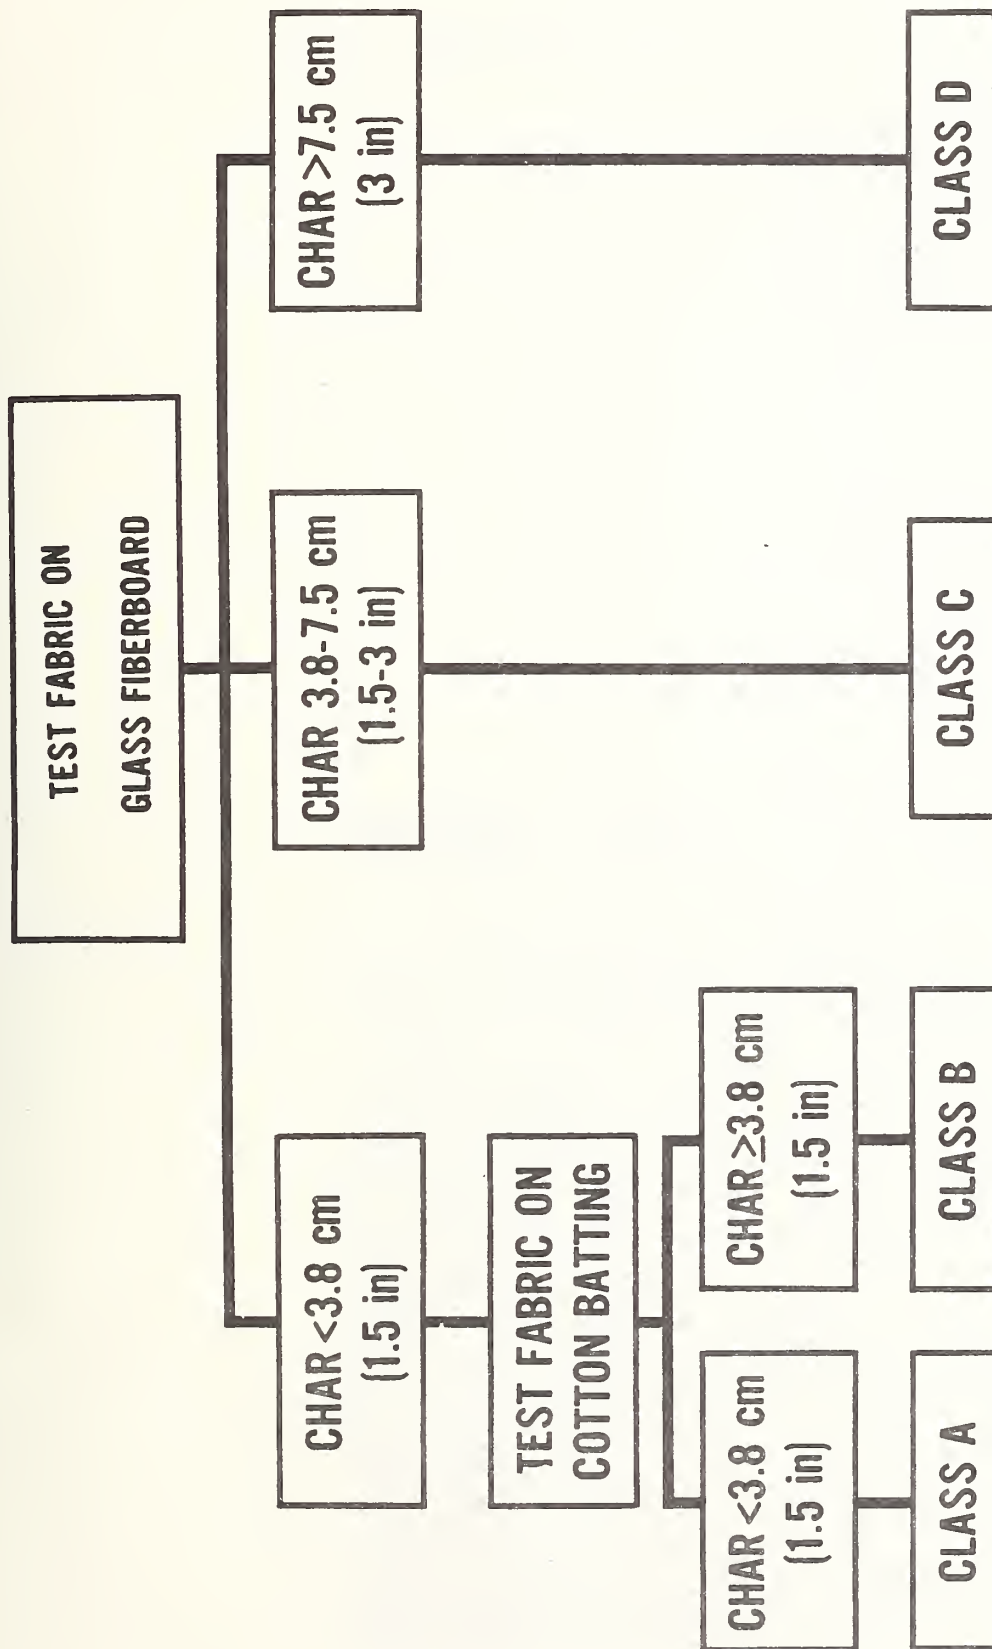 TEST FABRIC ON
GLASS FIBERBOARD
CHAR <3.8 cm
(1.5 in)
CHAR 3.8-7.5 cm
(1.5-3 in)
CHAR >7.5 cm
(3 in)
TEST FABRIC ON
COTTON BATTING
CHAR <3.8 cm
(1.5 in)
CHAR ≥3.8 cm
(1.5 in)
CLASS A
CLASS B
CLASS C
CLASS D